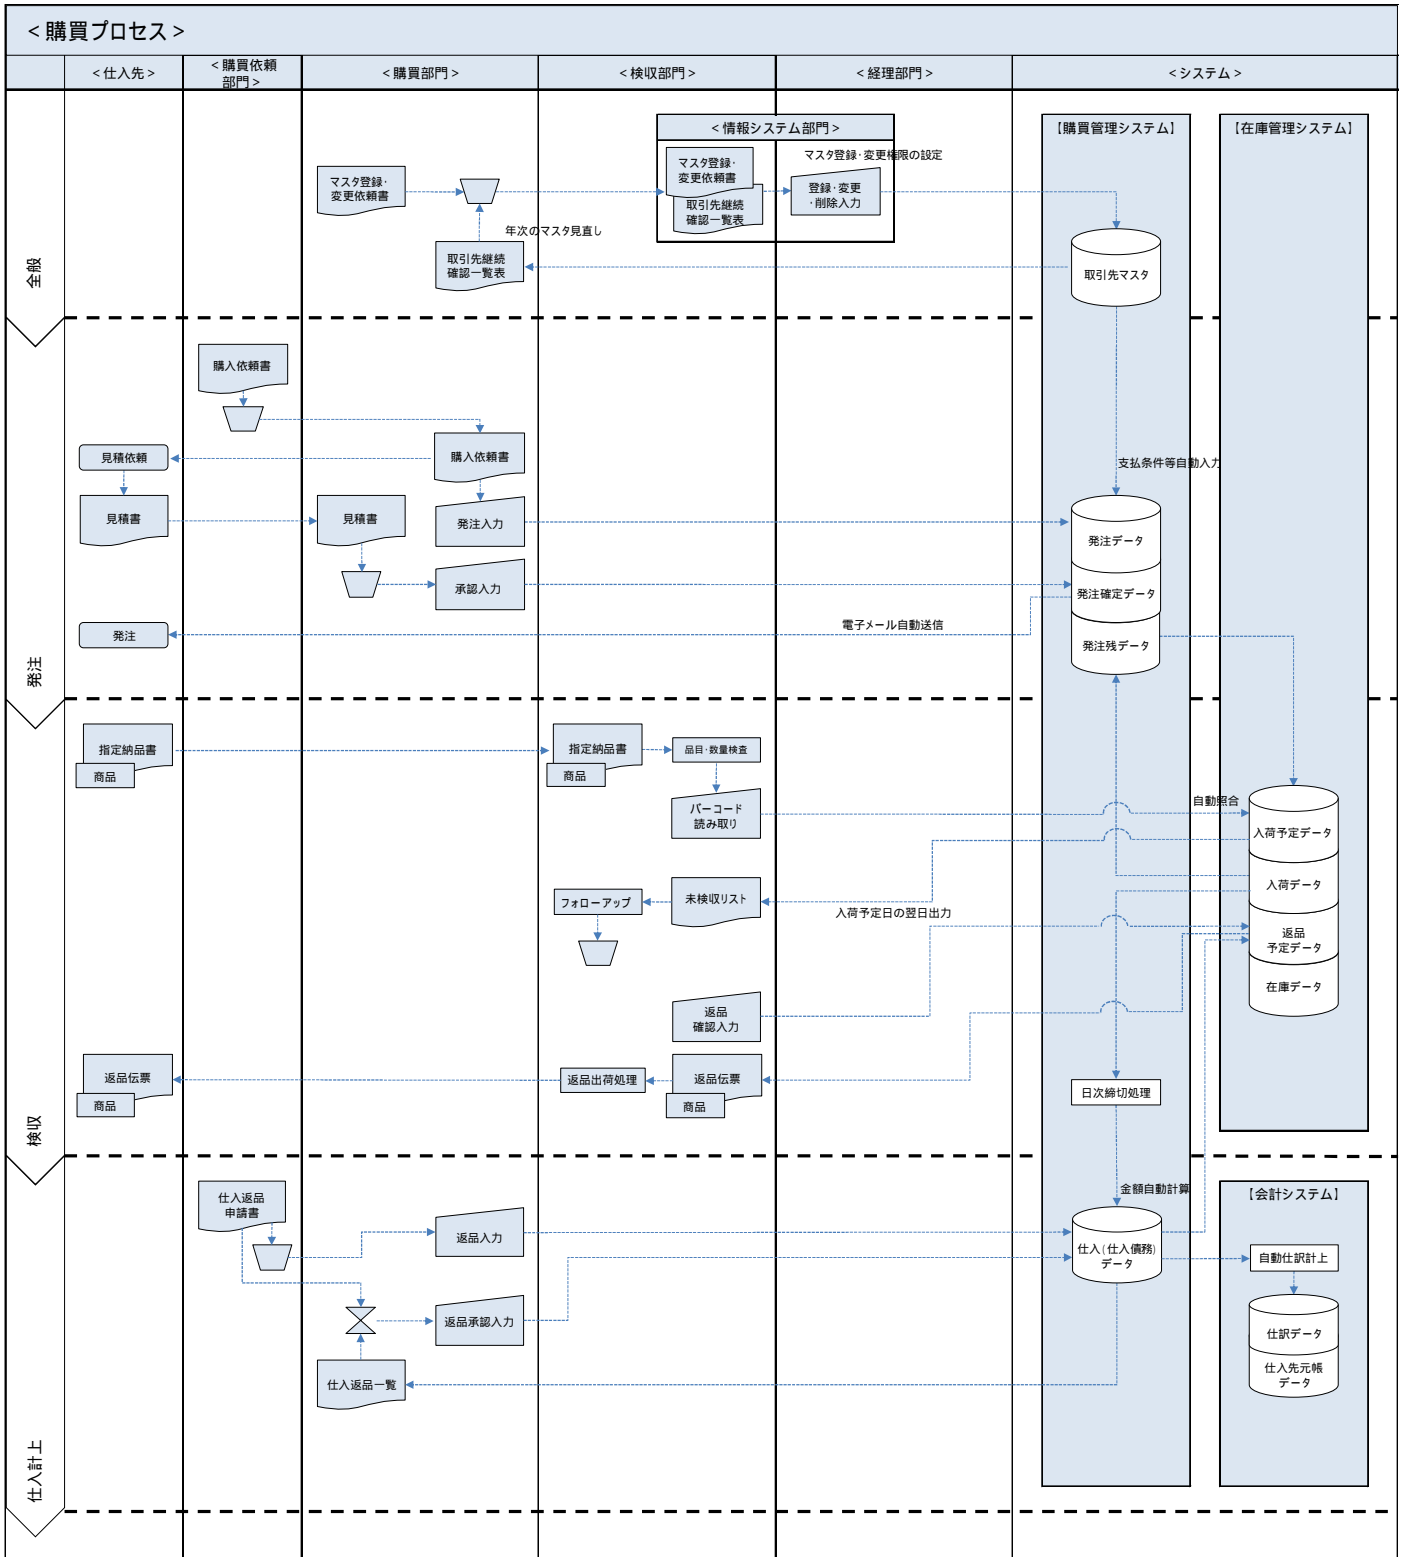 ＜購買プロセス＞
＜仕入先＞
＜購買依頼
部門＞
＜購買部門＞
＜検収部門＞
＜経理部門＞
＜システム＞
全般
＜情報システム部門＞
【購買管理システム】
【在庫管理システム】
マスタ登録・変更権限の設定
マスタ登録・
変更依頼書
マスタ登録・
変更依頼書
取引先継続
確認一覧表
登録・変更
・削除入力
年次のマスタ見直し
取引先継続
確認一覧表
取引先マスタ
発注
購入依頼書
見積依頼
購入依頼書
支払条件等自動入力
見積書
見積書
発注入力
発注データ
承認入力
発注確定データ
発注
電子メール自動送信
発注残データ
検収
指定納品書
商品
指定納品書
商品
品目・数量検査
バーコード
読み取り
自動照合
入荷予定データ
フォローアップ
未検収リスト
入荷データ
入荷予定日の翌日出力
返品
予定データ
在庫データ
返品
確認入力
返品伝票
商品
返品出荷処理
返品伝票
商品
日次締切処理
仕入計上
仕入返品
申請書
金額自動計算
【会計システム】
返品入力
仕入（仕入債務）
データ
自動仕訳計上
返品承認入力
仕訳データ
仕入返品一覧
仕入先元帳
データ